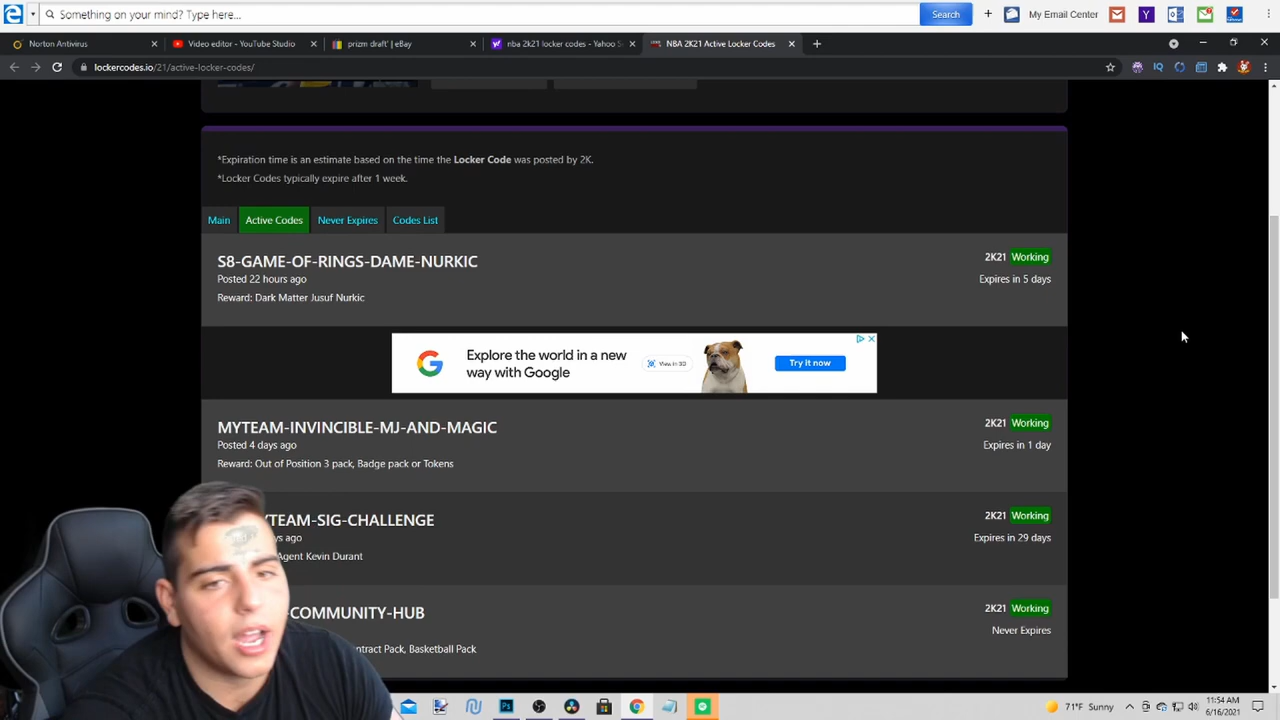 Something on your mind? Type here...
Search
My Email Center
Norton Antivirus
Video editor - YouTube Studio
prizm draft' | eBay
nba 2k21 locker codes - Yahoo S
NBA 2K21 Active Locker Codes
lockercodes.io/21/active-locker-codes/
*Expiration time is an estimate based on the time the Locker Code was posted by 2K.
*Locker Codes typically expire after 1 week.
Main
Active Codes
Never Expires
Codes List
S8-GAME-OF-RINGS-DAME-NURKIC
2K21 Working
Posted 22 hours ago
Expires in 5 days
Reward: Dark Matter Jusuf Nurkic
Explore the world in a new
way with Google
View in 3D
Try it now
MYTEAM-INVINCIBLE-MJ-AND-MAGIC
2K21 Working
Posted 4 days ago
Expires in 1 day
Reward: Out of Position 3 pack, Badge pack or Tokens
TEAM-SIG-CHALLENGE
2K21 Working
ago
Expires in 29 days
Agent Kevin Durant
-COMMUNITY-HUB
2K21 Working
Never Expires
Pack, Basketball Pack
71°F Sunny
11:54 AM
6/16/2021